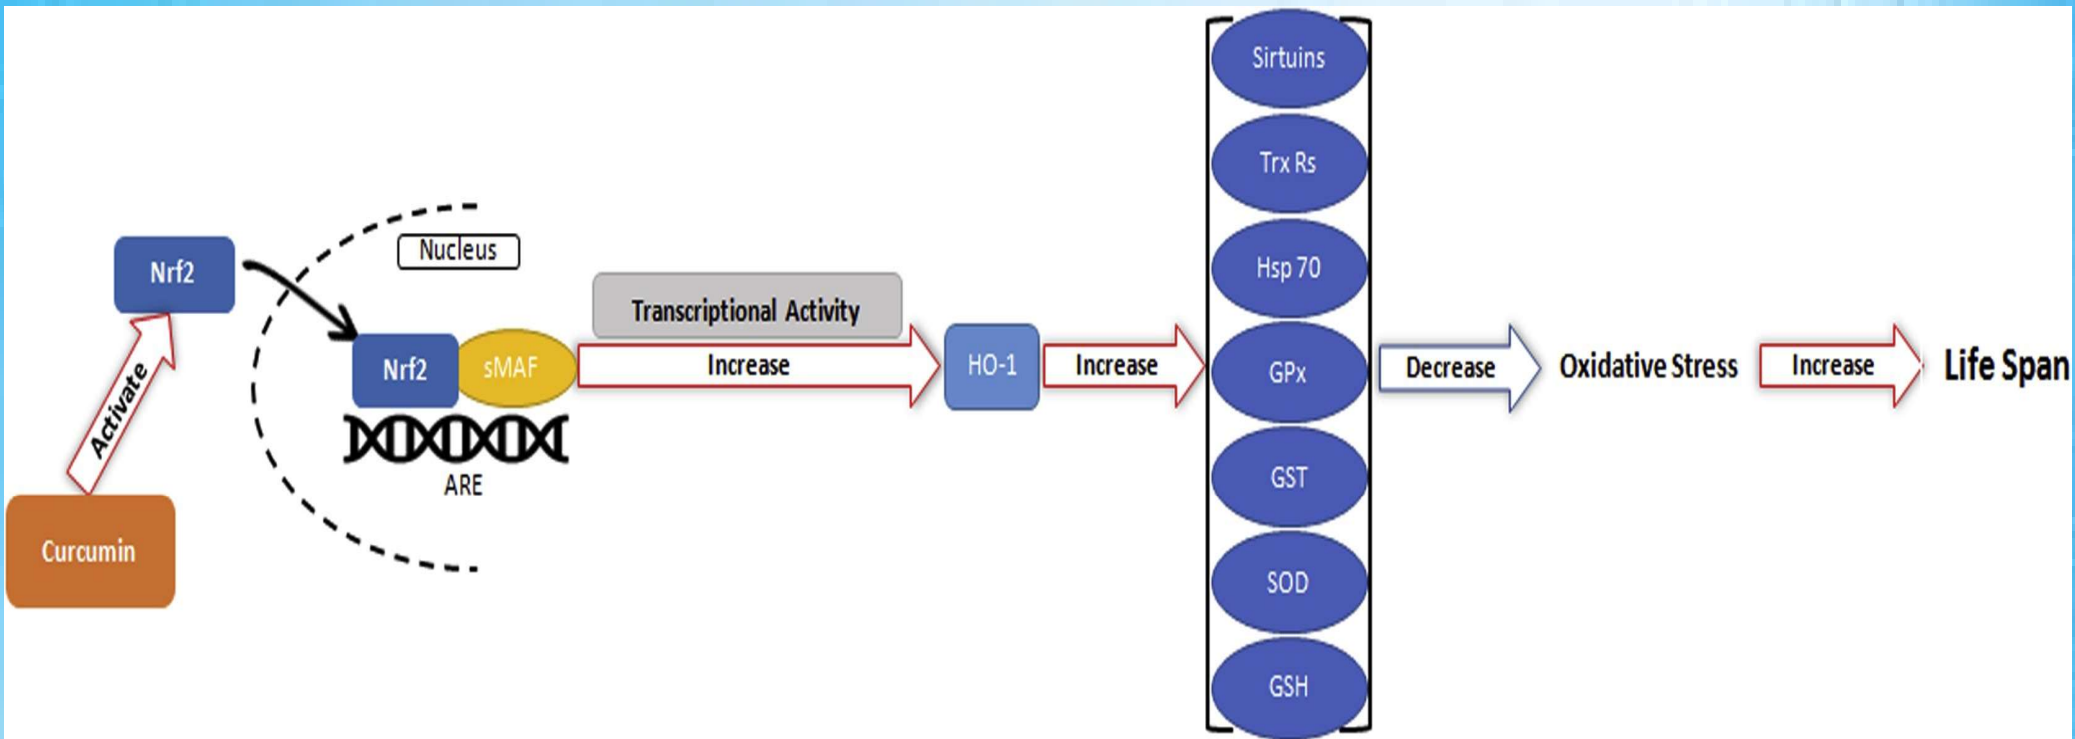 Curcumin
Activate
Nrf2
Nucleus
Nrf2
sMAF
ARE
Transcriptional Activity
Increase
HO-1
Increase
Sirtuins
Trx Rs
Hsp 70
GPx
GST
SOD
GSH
Decrease
Oxidative Stress
Increase
Life Span